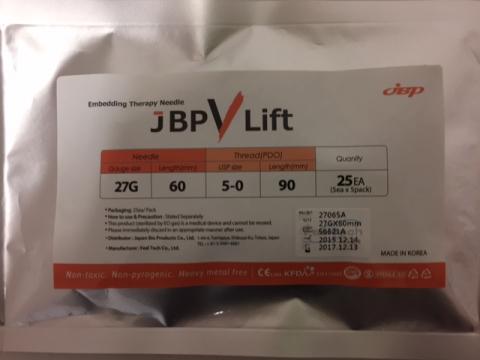 JBP
Embedding Therapy Needle
JBP V Lift
Needle Thread(PDO) Quantity
Gauge size Length(mm) USP size Length(mm)
27G 60 5-0 90 25EA
(5ea x 5pack)
• Packaging: 25ea/ Pack
• How to use & Precaution : Stated Separately
• This product (sterilized by EO gas) is a medical device and cannot be reused.
• Please immediately discard in an appropriate manner after use.
• Distributor : Japan Bio Products Co., Ltd.
• Manufacturer : Feel Tech Co., Ltd.
27065A
27GX60mm
2015.12.14
2017.12.13
MADE IN KOREA
Non-toxic. Non-pyrogenic. Heavy metal free
CE KFDA